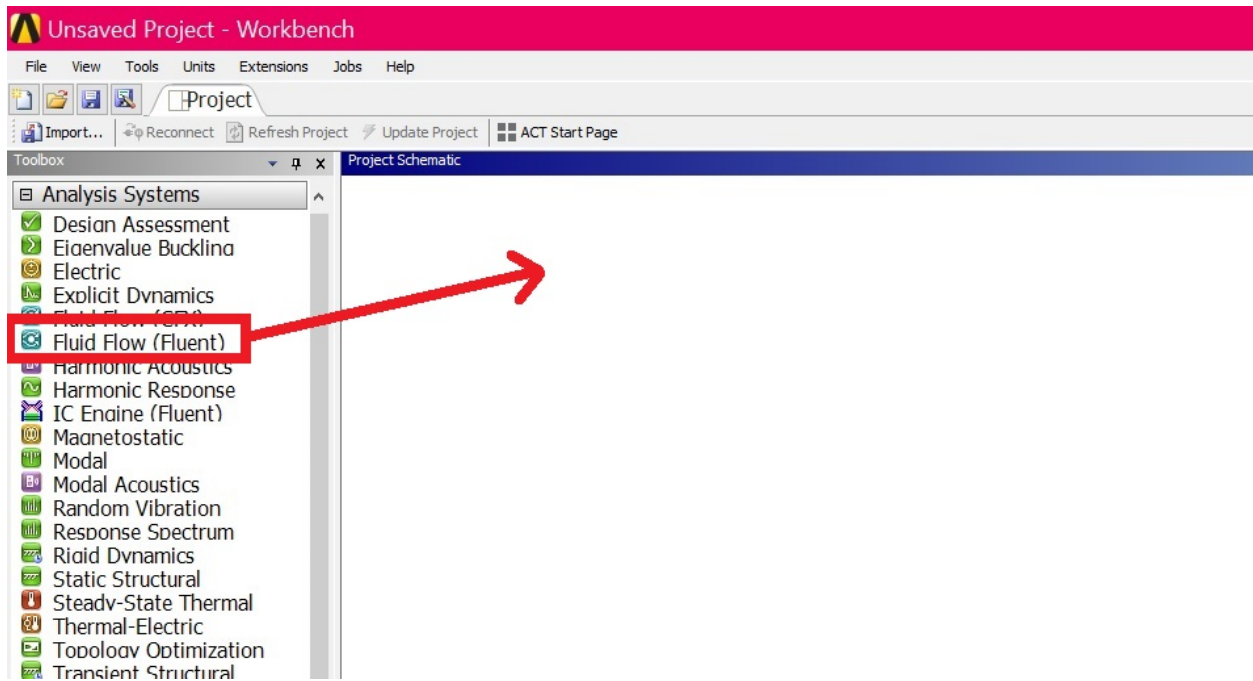 Unsaved Project - Workbench
File View Tools Units Extensions Jobs Help
Project
Import... Reconnect Refresh Project Update Project ACT Start Page
Toolbox
Project Schematic
Analysis Systems
Design Assessment
Eigenvalue Buckling
Electric
Explicit Dynamics
Fluid Flow (CFX)
Fluid Flow (Fluent)
Harmonic Acoustics
Harmonic Response
IC Engine (Fluent)
Magnetostatic
Modal
Modal Acoustics
Random Vibration
Response Spectrum
Rigid Dynamics
Static Structural
Steady-State Thermal
Thermal-Electric
Topology Optimization
Transient Structural